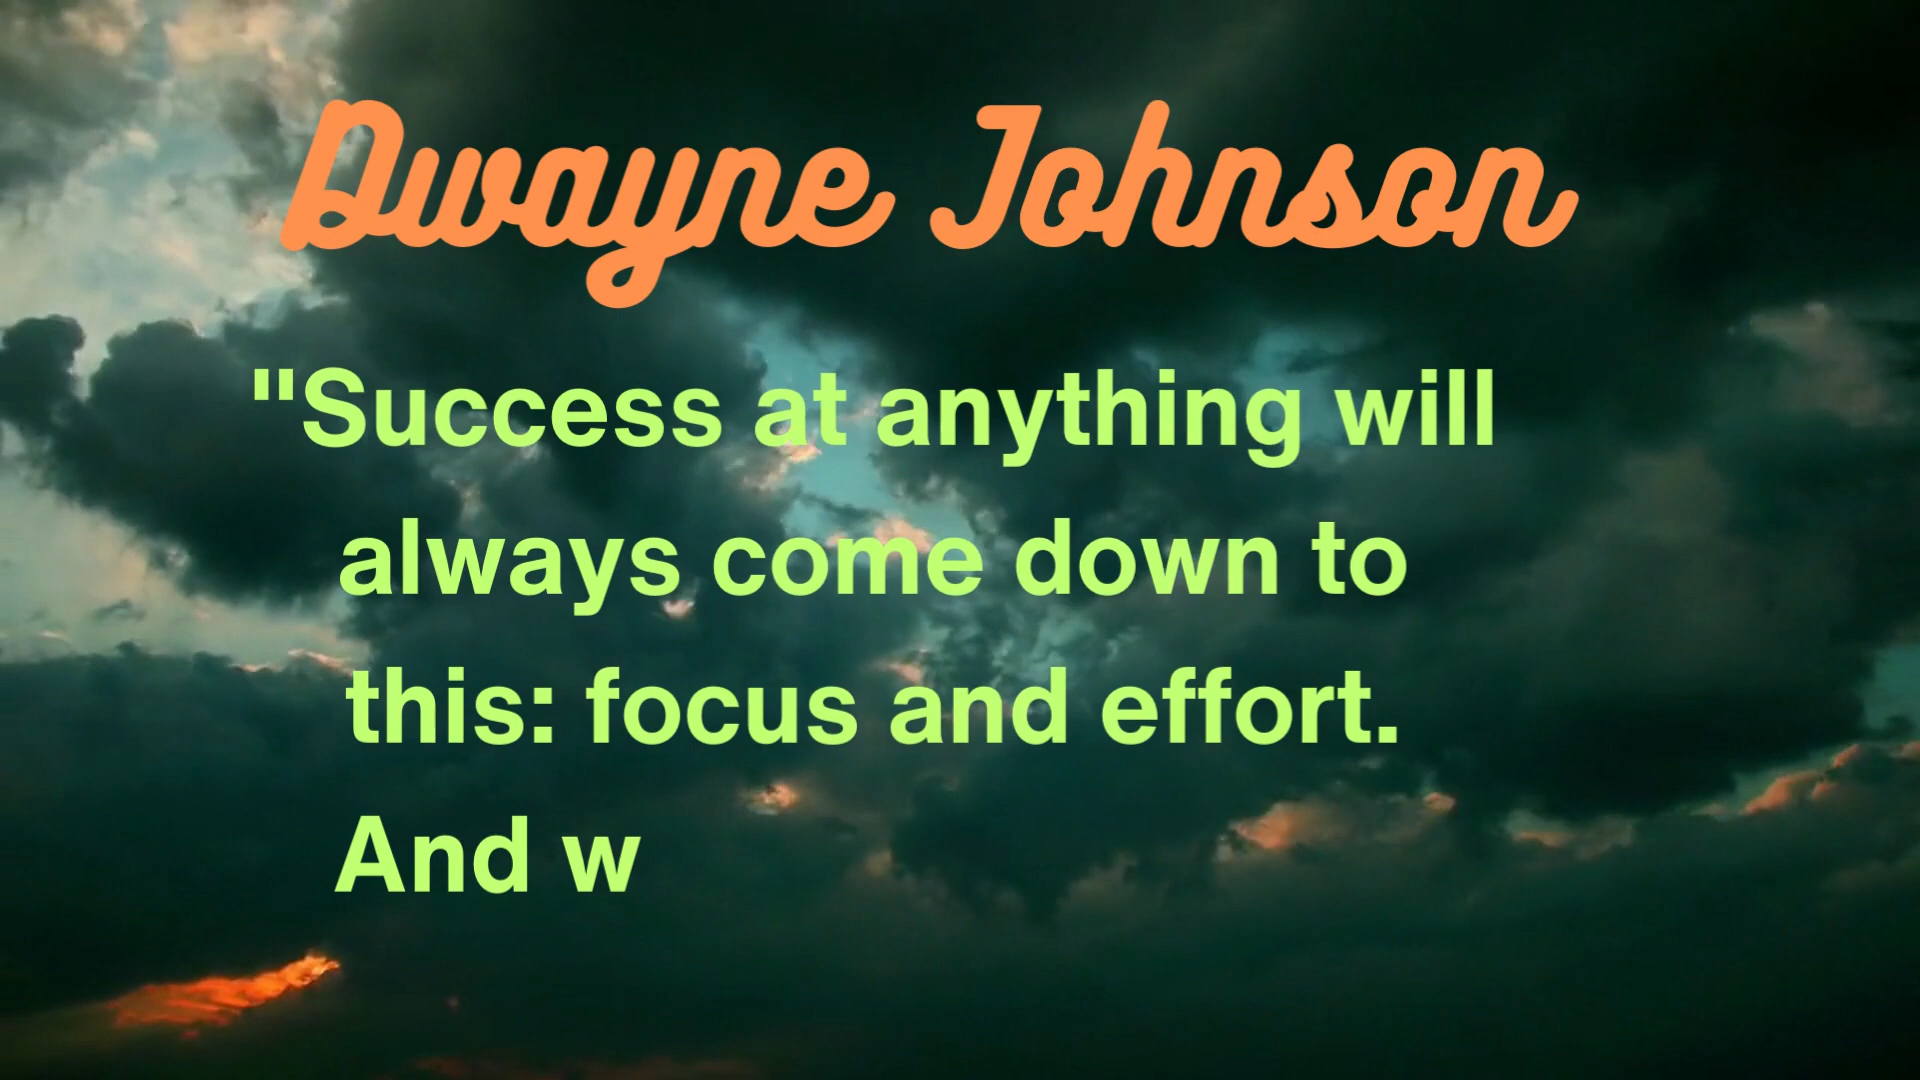 Dwayne Johnson
"Success at anything will
always come down to
this: focus and effort.
And w